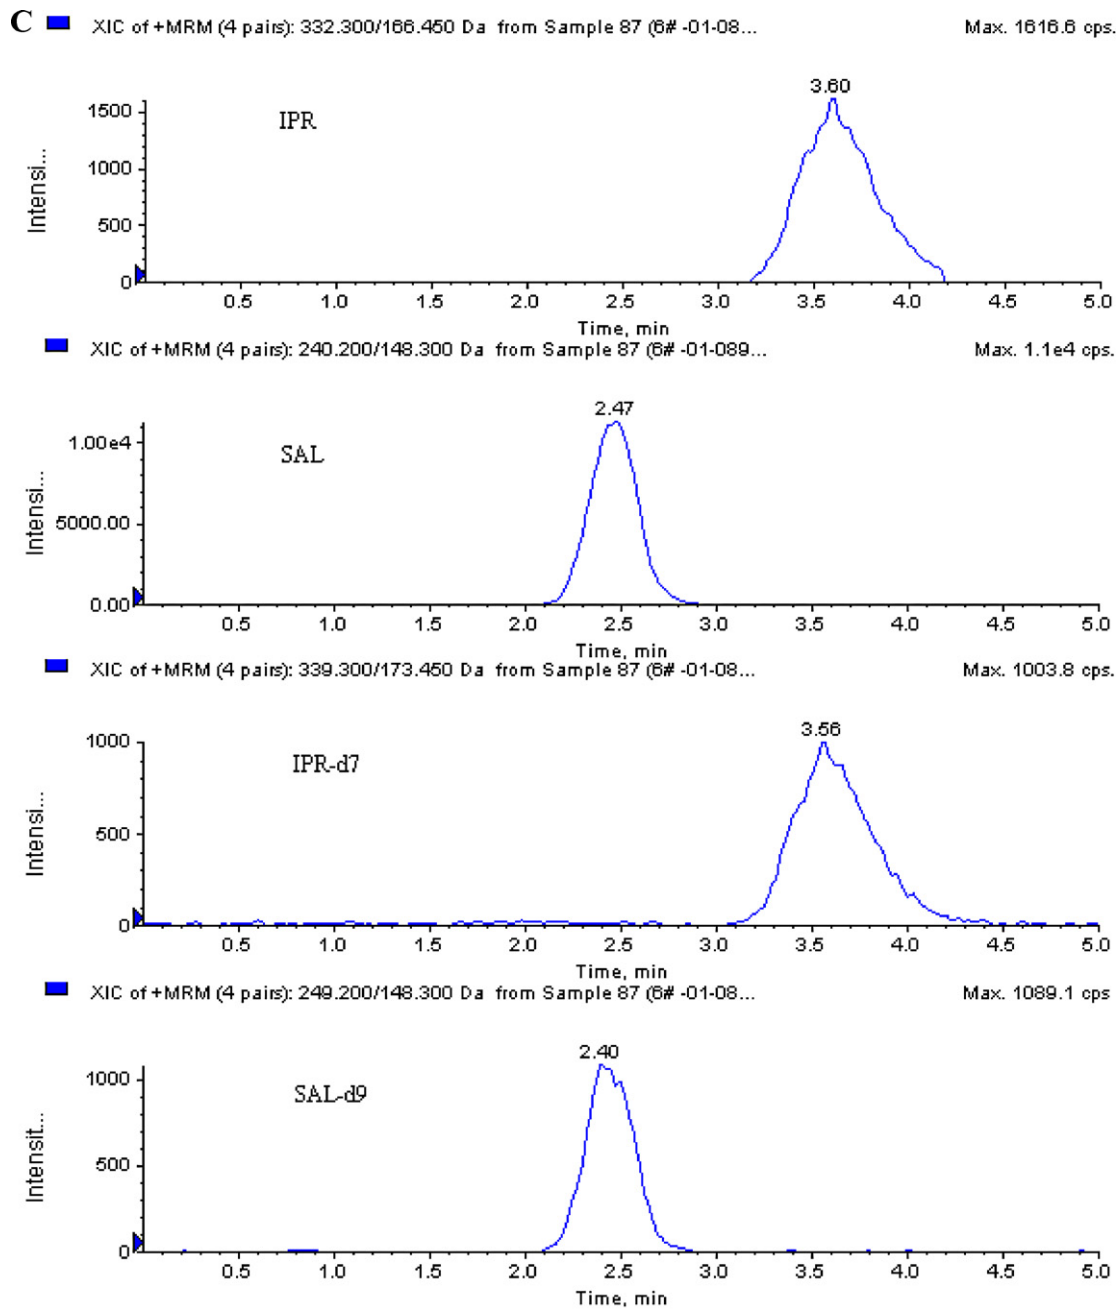 C XIC of +MRM (4 pairs): 332.300/166.450 Da from Sample 87 (6# -01-08... Max. 1616.6 cps.
3.60
1500
IPR
1000
Intensi...
500
0
0.5 1.0 1.5 2.0 2.5 3.0 3.5 4.0 4.5 5.0
Time, min
XIC of +MRM (4 pairs): 240.200/148.300 Da from Sample 87 (6# -01-089... Max. 1.1e4 cps.
2.47
1.00e4
SAL
Intensi...
5000.00
0.00
0.5 1.0 1.5 2.0 2.5 3.0 3.5 4.0 4.5 5.0
Time, min
XIC of +MRM (4 pairs): 339.300/173.450 Da from Sample 87 (6# -01-08... Max. 1003.8 cps.
3.56
1000
IPR-d7
Intensi...
500
0
0.5 1.0 1.5 2.0 2.5 3.0 3.5 4.0 4.5 5.0
Time, min
XIC of +MRM (4 pairs): 249.200/148.300 Da from Sample 87 (6# -01-08... Max. 1089.1 cps
2.40
1000
SAL-d9
Intensit...
500
0
0.5 1.0 1.5 2.0 2.5 3.0 3.5 4.0 4.5 5.0
Time, min